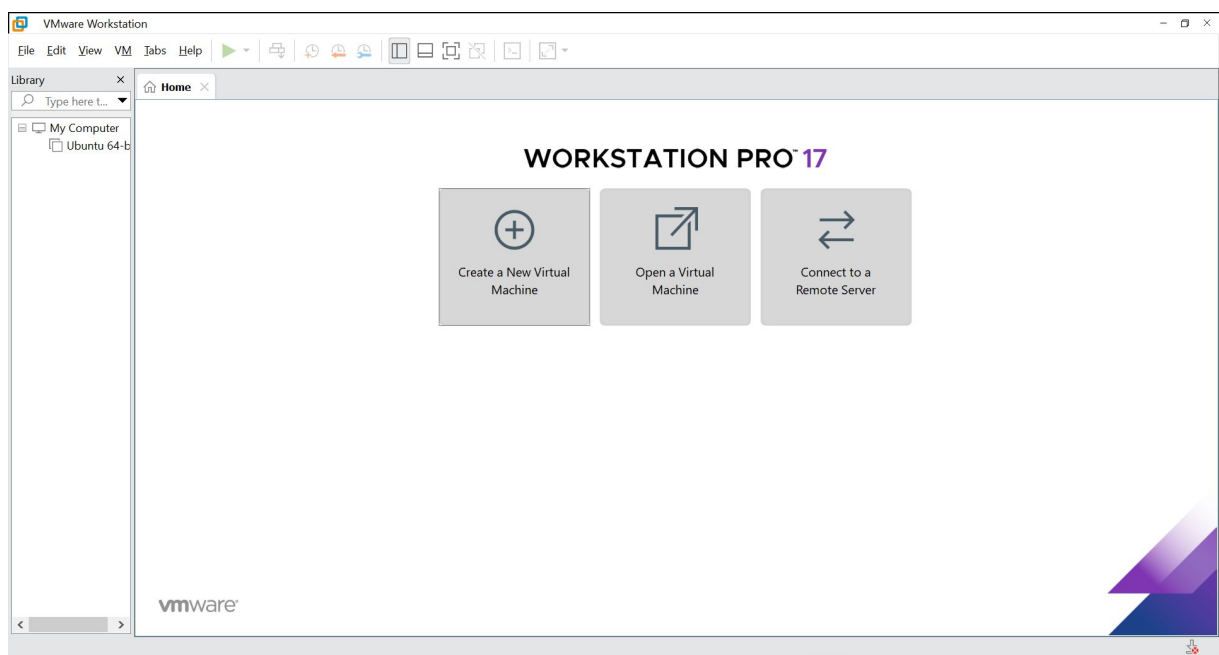 VMware Workstation
File Edit View VM Tabs Help
Library
Type here t...
Home
My Computer
Ubuntu 64-b
WORKSTATION PRO™ 17
Create a New Virtual
Machine
Open a Virtual
Machine
Connect to a
Remote Server
vmware®